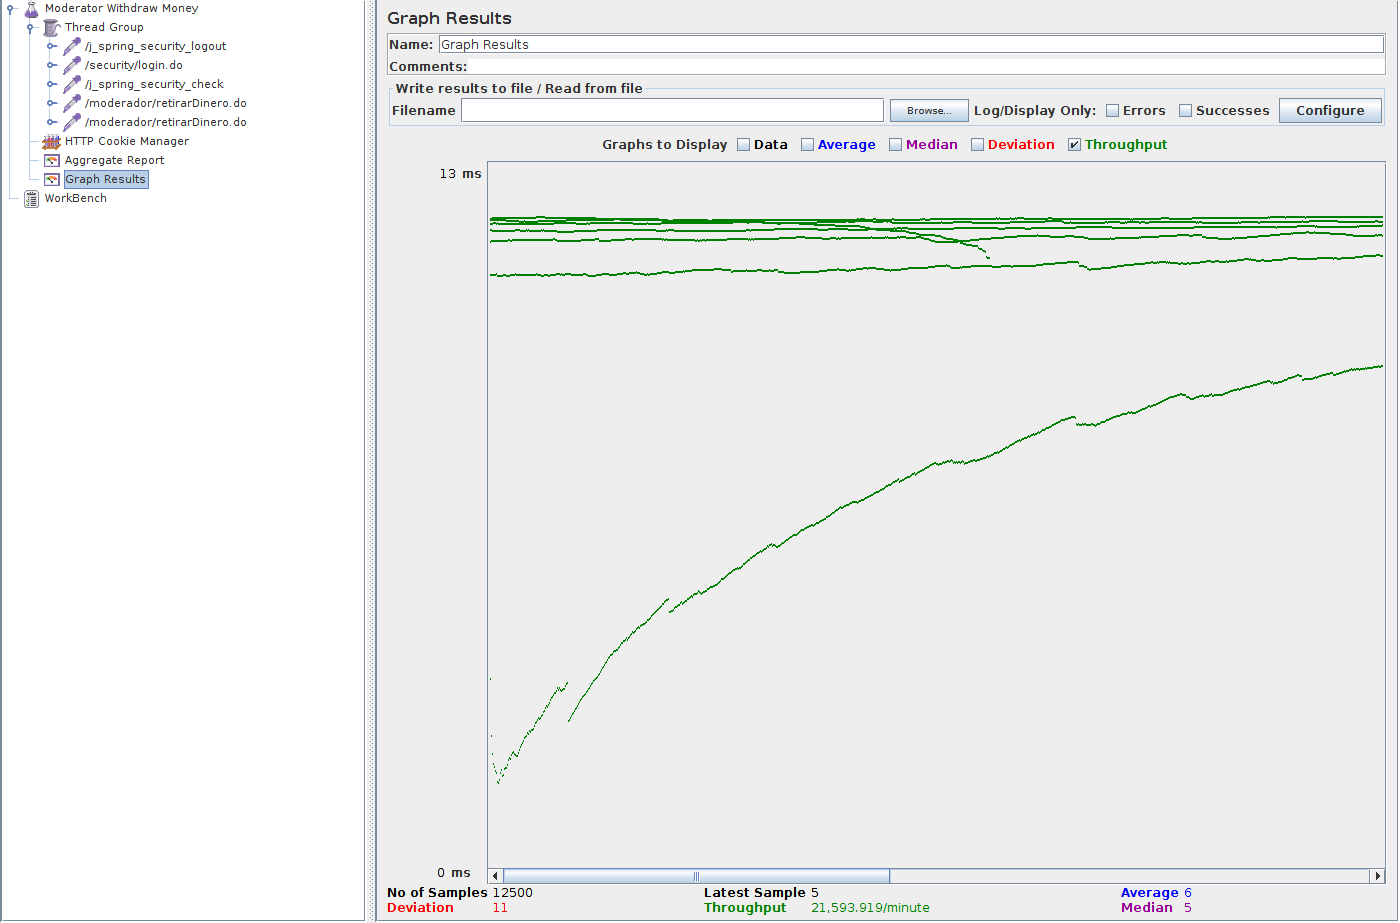 Moderator Withdraw Money
Thread Group
/j_spring_security_logout
/security/login.do
/j_spring_security_check
/moderador/retirarDinero.do
/moderador/retirarDinero.do
HTTP Cookie Manager
Aggregate Report
Graph Results
WorkBench
Graph Results
Name: Graph Results
Comments:
Write results to file / Read from file
Filename Browse... Log/Display Only: Errors Successes Configure
Graphs to Display Data Average Median Deviation Throughput
13 ms
0 ms
No of Samples 12500 Latest Sample 5 Average 6
Deviation 11 Throughput 21,593.919/minute Median 5